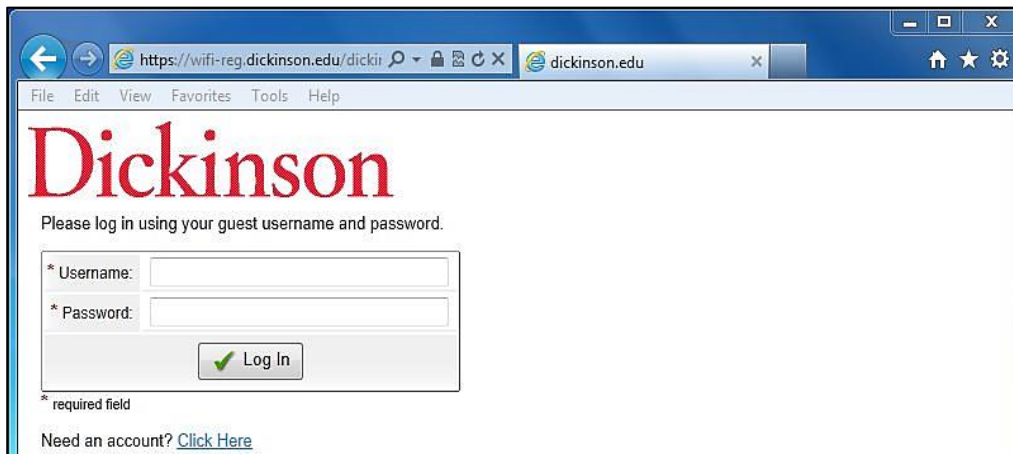 https://wifi-reg.dickinson.edu/dickir
dickinson.edu
File Edit View Favorites Tools Help
Dickinson
Please log in using your guest username and password.
* Username:
* Password:
Log In
* required field
Need an account? Click Here